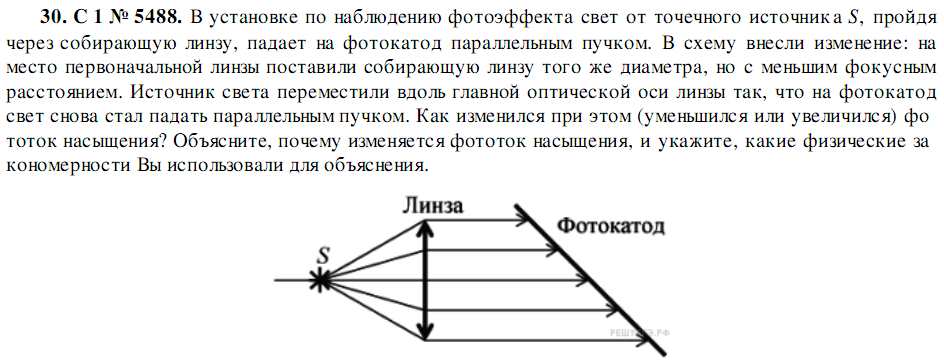 30. С 1 № 5488. В установке по наблюдению фотоэффекта свет от точечного источника S, пройдя
через собирающую линзу, падает на фотокатод параллельным пучком. В схему внесли изменение: на
место первоначальной линзы поставили собирающую линзу того же диаметра, но с меньшим фокусным
расстоянием. Источник света переместили вдоль главной оптической оси линзы так, что на фотокатод
свет снова стал падать параллельным пучком. Как изменился при этом (уменьшился или увеличился) фо
тоток насыщения? Объясните, почему изменяется фототок насыщения, и укажите, какие физические за
кономерности Вы использовали для объяснения.
Линза
Фотокатод
S
РЕШУЕГЭ.РФ